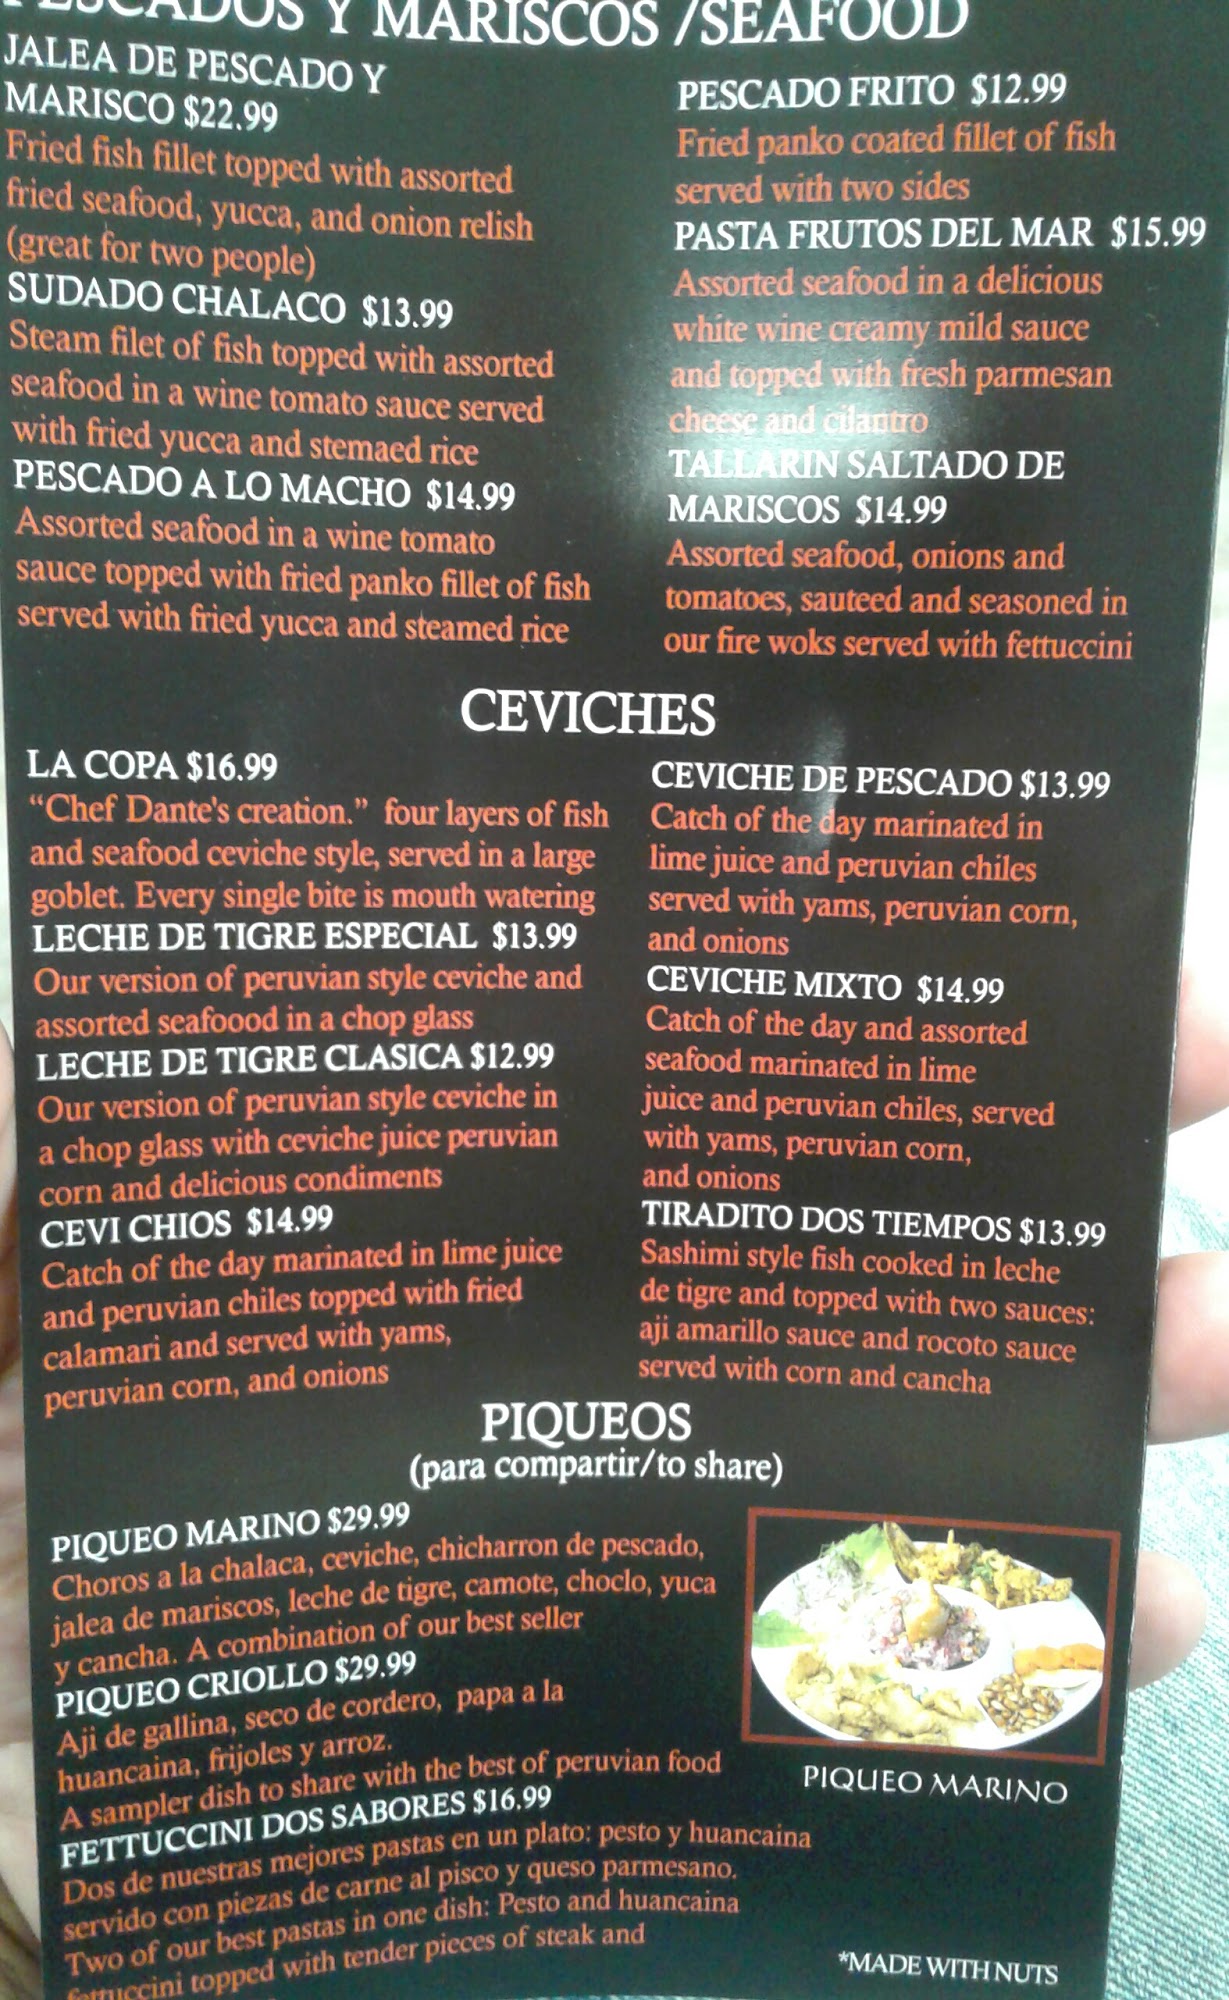 PESCADOS Y MARISCOS /SEAFOOD
JALEA DE PESCADO Y
MARISCO $22.99
Fried fish fillet topped with assorted
fried seafood, yucca, and onion relish
(great for two people)
SUDADO CHALACO $13.99
Steam filet of fish topped with assorted
seafood in a wine tomato sauce served
with fried yucca and stemaed rice
PESCADO A LO MACHO $14.99
Assorted seafood in a wine tomato
sauce topped with fried panko fillet of fish
served with fried yucca and steamed rice
PESCADO FRITO $12.99
Fried panko coated fillet of fish
served with two sides
PASTA FRUTOS DEL MAR $15.99
Assorted seafood in a delicious
white wine creamy mild sauce
and topped with fresh parmesan
cheese and cilantro
TALLARIN SALTADO DE
MARISCOS $14.99
Assorted seafood, onions and
tomatoes, sauteed and seasoned in
our fire woks served with fettuccini
CEVICHES
LA COPA $16.99
“Chef Dante's creation.” four layers of fish
and seafood ceviche style, served in a large
goblet. Every single bite is mouth watering
LECHE DE TIGRE ESPECIAL $13.99
Our version of peruvian style ceviche and
assorted seafoood in a chop glass
LECHE DE TIGRE CLASICA $12.99
Our version of peruvian style ceviche in
a chop glass with ceviche juice peruvian
corn and delicious condiments
CEVI CHIOS $14.99
Catch of the day marinated in lime juice
and peruvian chiles topped with fried
calamari and served with yams,
peruvian corn, and onions
CEVICHE DE PESCADO $13.99
Catch of the day marinated in
lime juice and peruvian chiles
served with yams, peruvian corn,
and onions
CEVICHE MIXTO $14.99
Catch of the day and assorted
seafood marinated in lime
juice and peruvian chiles, served
with yams, peruvian corn,
and onions
TIRADITO DOS TIEMPOS $13.99
Sashimi style fish cooked in leche
de tigre and topped with two sauces:
aji amarillo sauce and rocoto sauce
served with corn and cancha
PIQUEOS
(para compartir/to share)
PIQUEO MARINO $29.99
Choros a la chalaca, ceviche, chicharron de pescado,
jalea de mariscos, leche de tigre, camote, choclo, yuca
y cancha. A combination of our best seller
PIQUEO CRIOLLO $29.99
Aji de gallina, seco de cordero, papa a la
huancaina, frijoles y arroz.
A sampler dish to share with the best of peruvian food
FETTUCCINI DOS SABORES $16.99
Dos de nuestras mejores pastas en un plato: pesto y huancaina
servido con piezas de carne al pisco y queso parmesano.
Two of our best pastas in one dish: Pesto and huancaina
fettuccini topped with tender pieces of steak and
PIQUEO MARINO
*MADE WITH NUTS